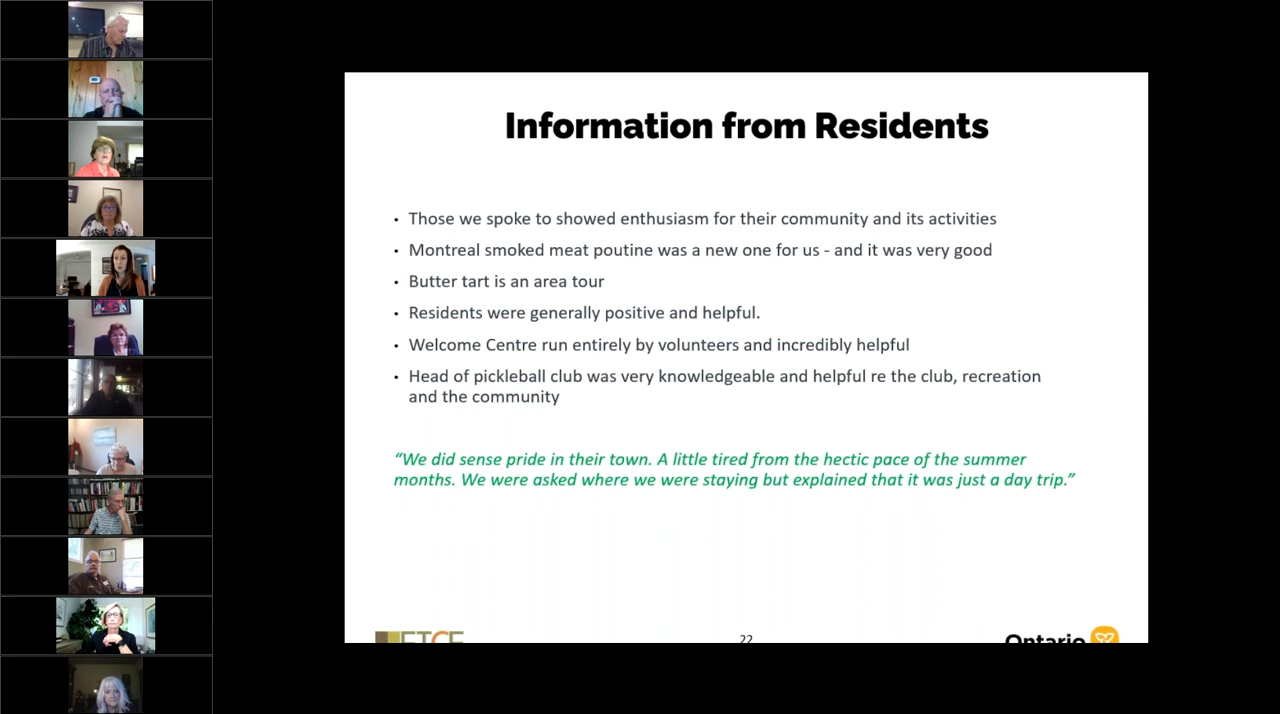 Information from Residents
• Those we spoke to showed enthusiasm for their community and its activities
• Montreal smoked meat poutine was a new one for us - and it was very good
• Butter tart is an area tour
• Residents were generally positive and helpful.
• Welcome Centre run entirely by volunteers and incredibly helpful
• Head of pickleball club was very knowledgeable and helpful re the club, recreation
and the community
“We did sense pride in their town. A little tired from the hectic pace of the summer
months. We were asked where we were staying but explained that it was just a day trip.”
22
Ontario